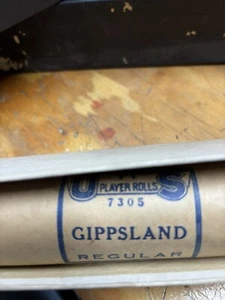 U S
PLAYER ROLLS
7305
GIPPSLAND
REGULAR